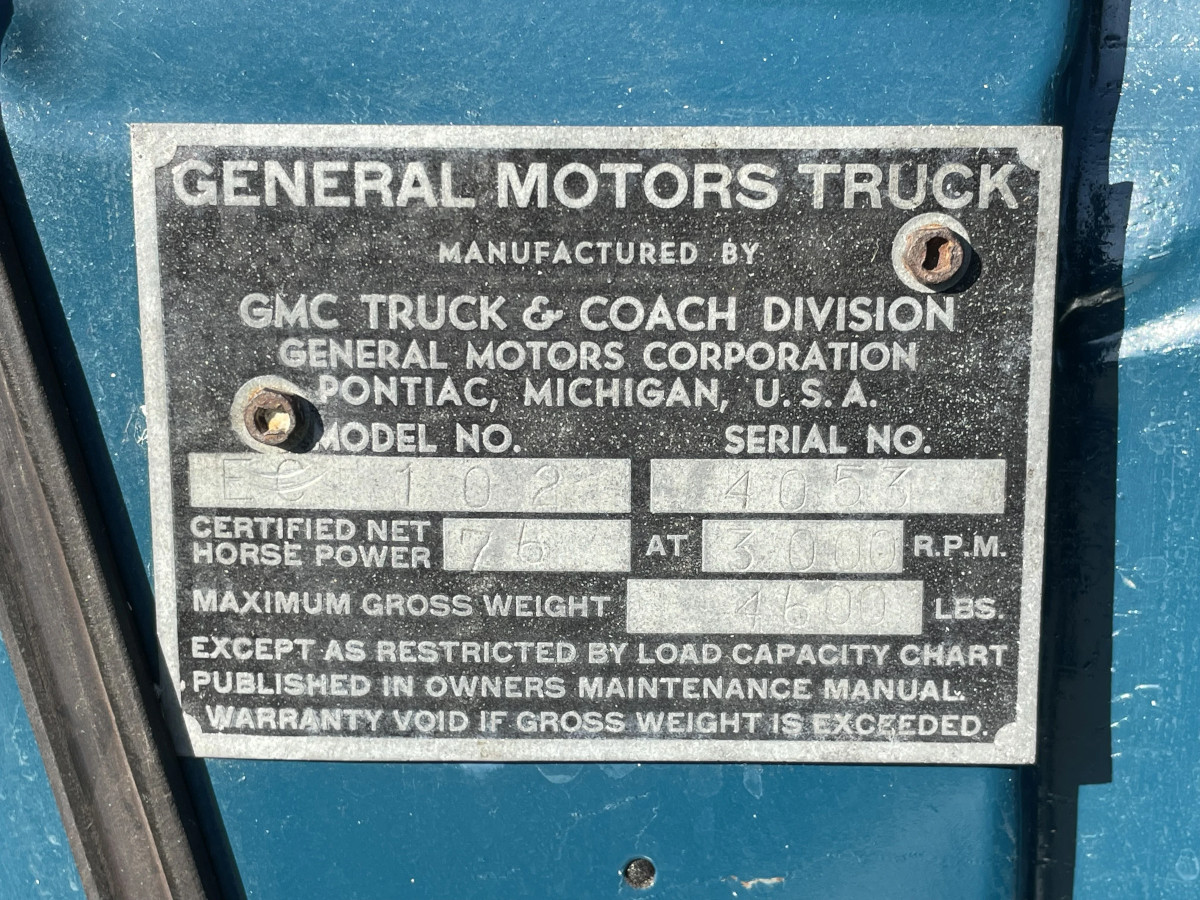 GENERAL MOTORS TRUCK
MANUFACTURED BY
GMC TRUCK & COACH DIVISION
GENERAL MOTORS CORPORATION
PONTIAC, MICHIGAN, U.S.A.
MODEL NO. SERIAL NO.
EC 102 4053
CERTIFIED NET HORSE POWER 76 AT 3000 R.P.M.
MAXIMUM GROSS WEIGHT 4600 LBS.
EXCEPT AS RESTRICTED BY LOAD CAPACITY CHART
PUBLISHED IN OWNERS MAINTENANCE MANUAL.
WARRANTY VOID IF GROSS WEIGHT IS EXCEEDED.